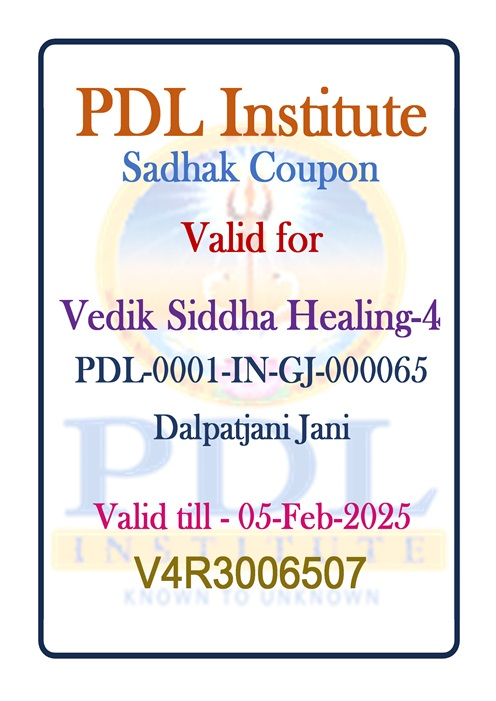 PDL Institute
Sadhak Coupon
Valid for
Vedik Siddha Healing-4
PDL-0001-IN-GJ-000065
Dalpatjani Jani
PDL
Valid till - 05-Feb-2025
INSTITUTE
V4R3006507
KNOWN TO UNKNOWN